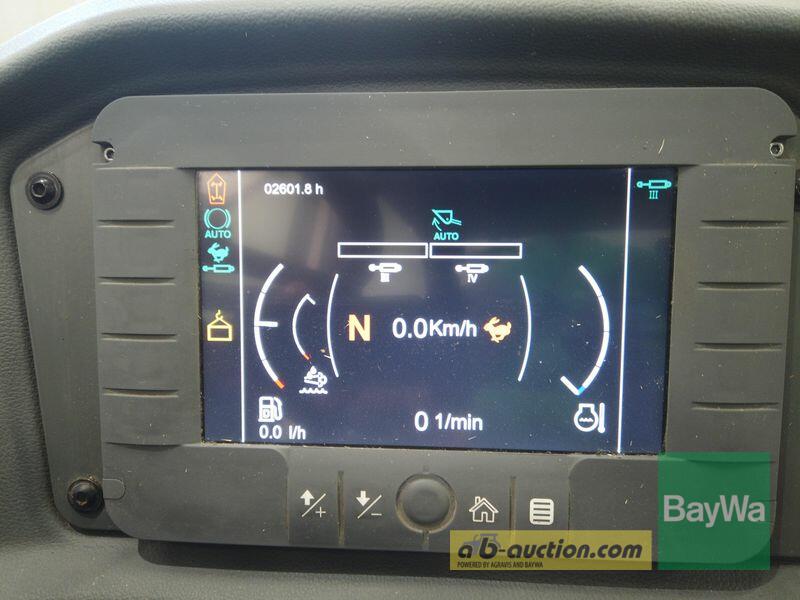 02601.8 h
AUTO
AUTO
III
III
IV
N 0.0Km/h
0.0 l/h
0 1/min
BayWa
ab-auction.com
POWERED BY AGRAVIS AND BAYWA